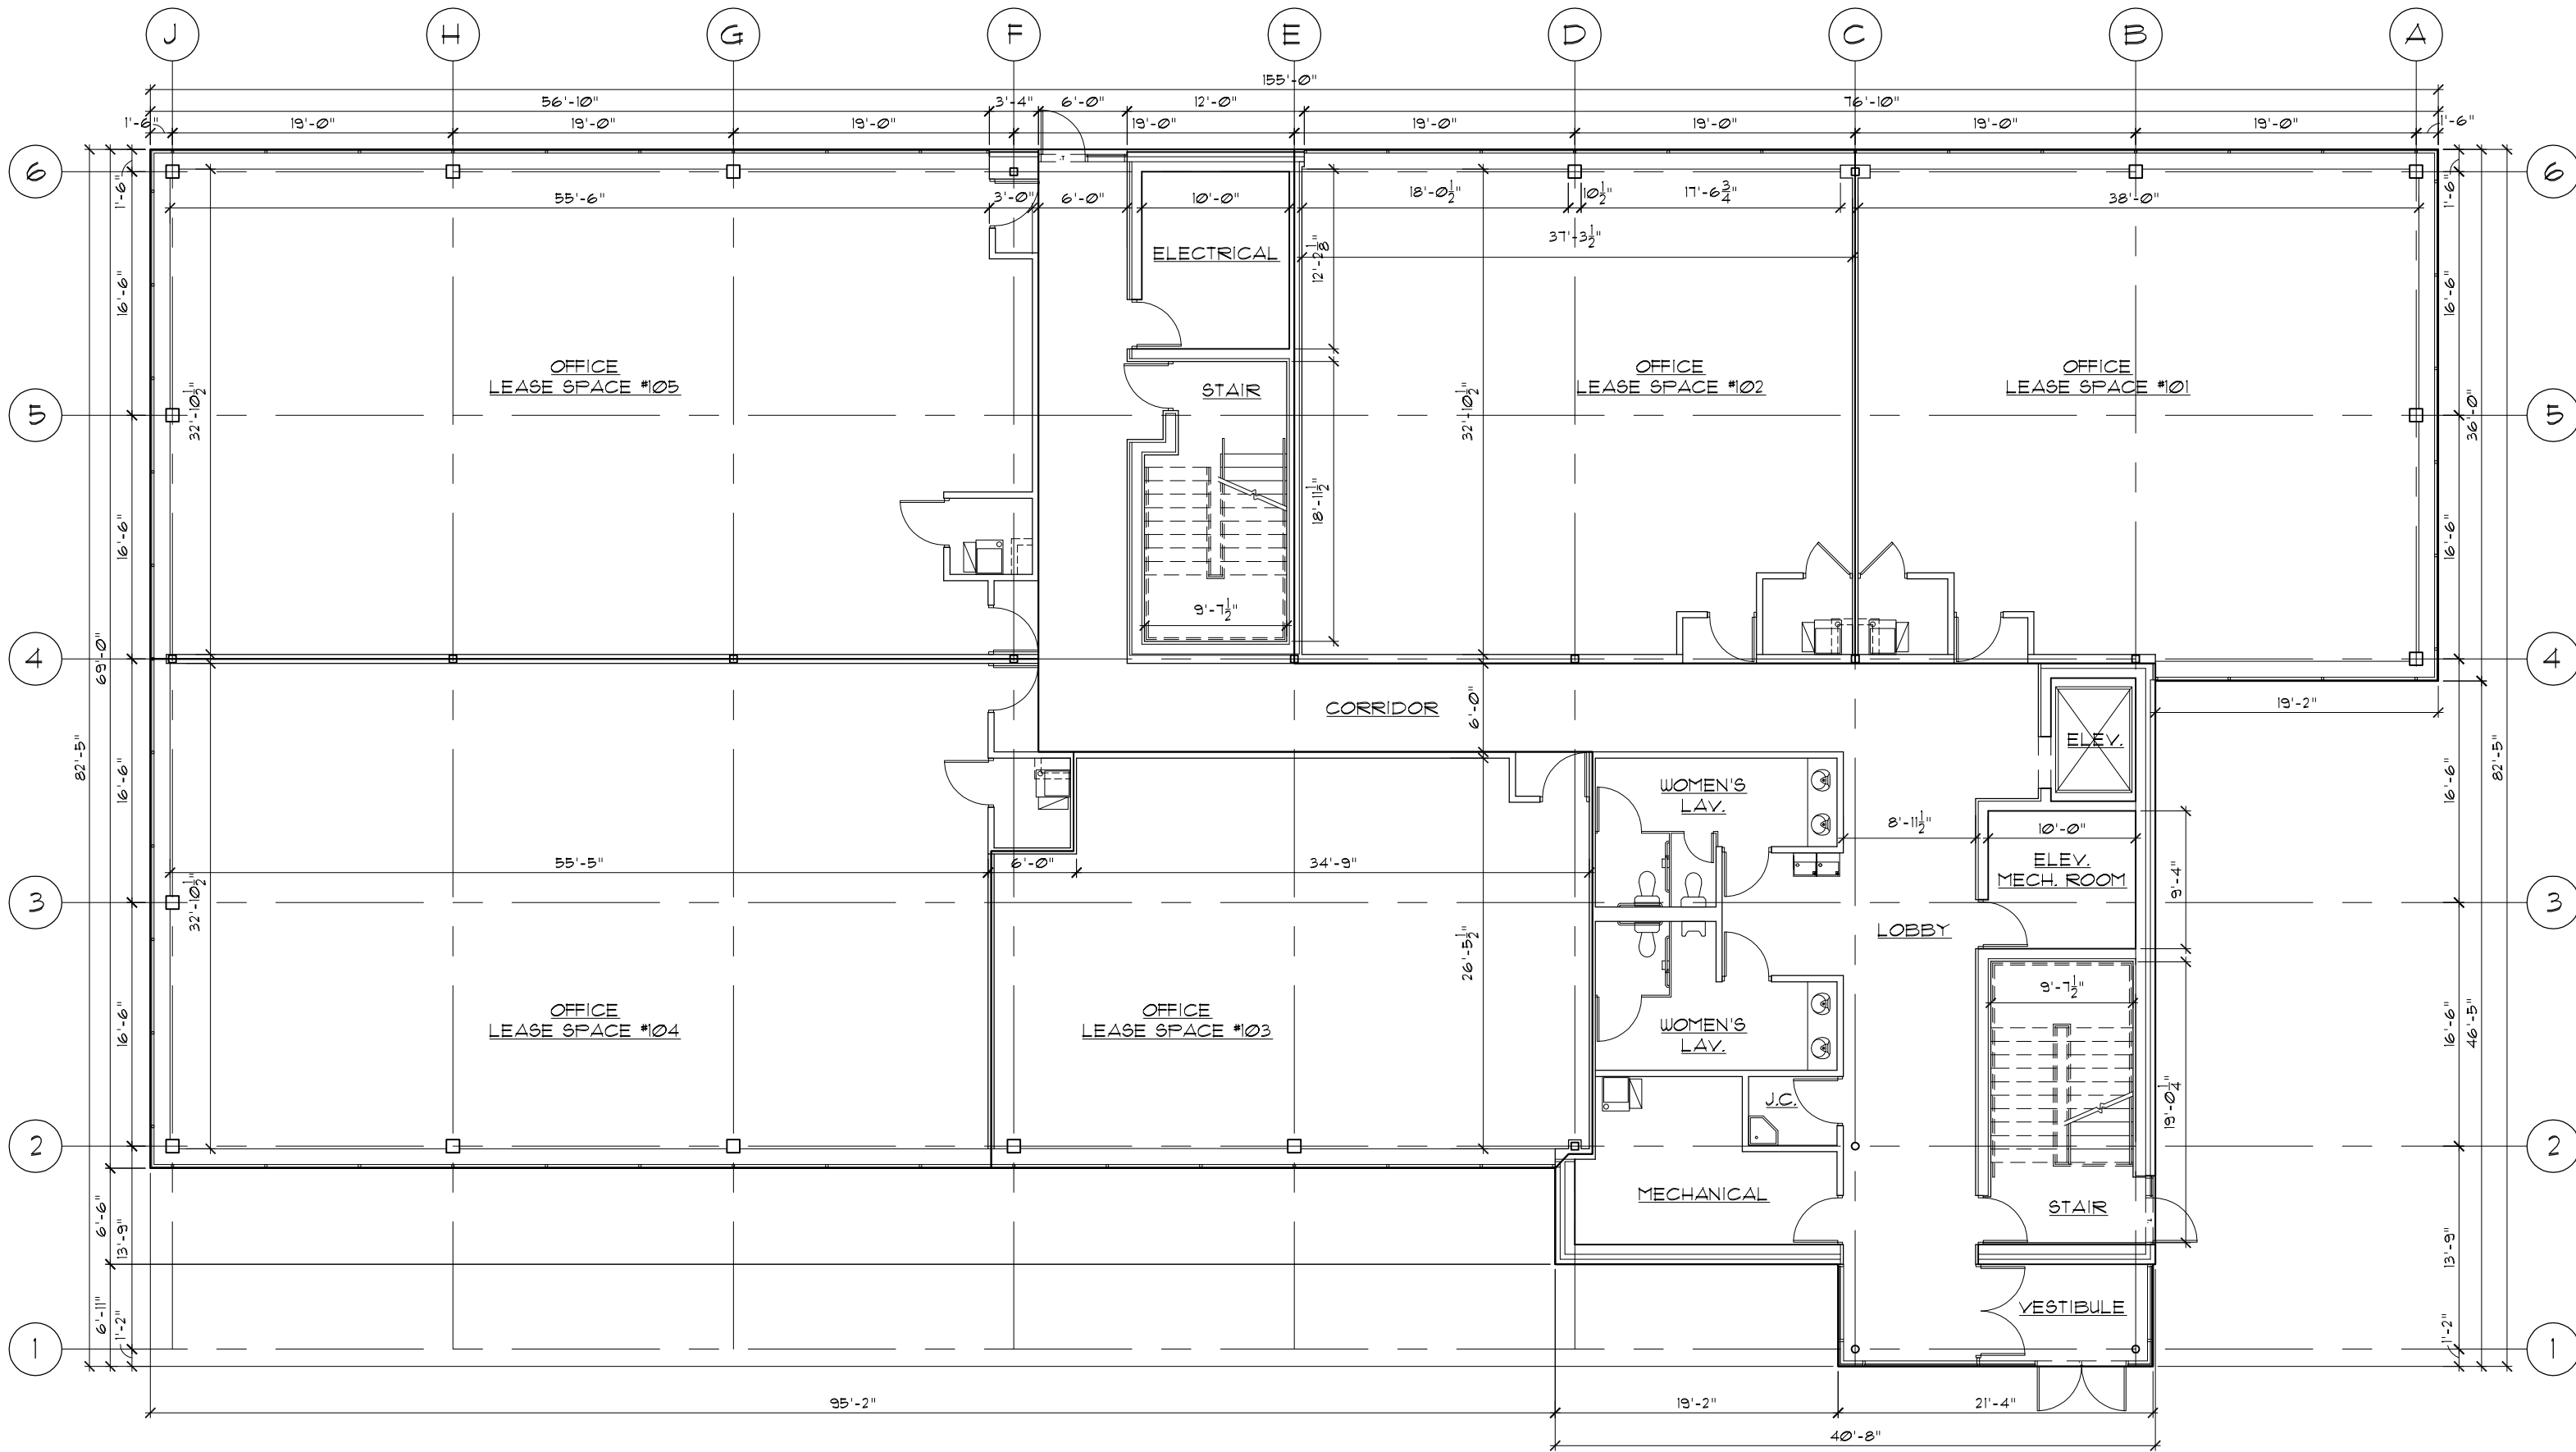 J H G F E D C B A
155'-0"
56'-10" 3'-4" 6'-0" 12'-0" 76'-10"
1'-6" 19'-0" 19'-0" 19'-0" 19'-0" 19'-0" 19'-0" 19'-0" 19'-0" 1'-6"
6 6
1'-6" 1'-6"
55'-6" 3'-0" 6'-0" 10'-0" 18'-0½" 10½" 17'-6¾" 38'-0"
37'-3½"
ELECTRICAL
12'-2⅛"
16'-6" 16'-6"
OFFICE
LEASE SPACE #105
STAIR
OFFICE
LEASE SPACE #102
OFFICE
LEASE SPACE #101
32'-10½" 32'-10½" 36'-0"
5 5
18'-11½"
16'-6" 16'-6"
9'-7½"
4 4
69'-0"
CORRIDOR
6'-0"
19'-2"
ELEV.
82'-5" 82'-5"
16'-6" 16'-6"
WOMEN'S
LAV.
8'-11½" 10'-0"
55'-5" 6'-0" 34'-9"
ELEV.
MECH. ROOM
9'-4"
3 3
32'-10½" 26'-5½"
LOBBY
9'-7½"
OFFICE
LEASE SPACE #104
OFFICE
LEASE SPACE #103
WOMEN'S
LAV.
16'-6" 16'-6" 46'-5"
J.C.
19'-0¼"
2 2
MECHANICAL
STAIR
6'-6" 13'-9" 13'-9"
VESTIBULE
6'-11" 1'-2" 1'-2"
1 1
95'-2" 19'-2" 21'-4"
40'-8"